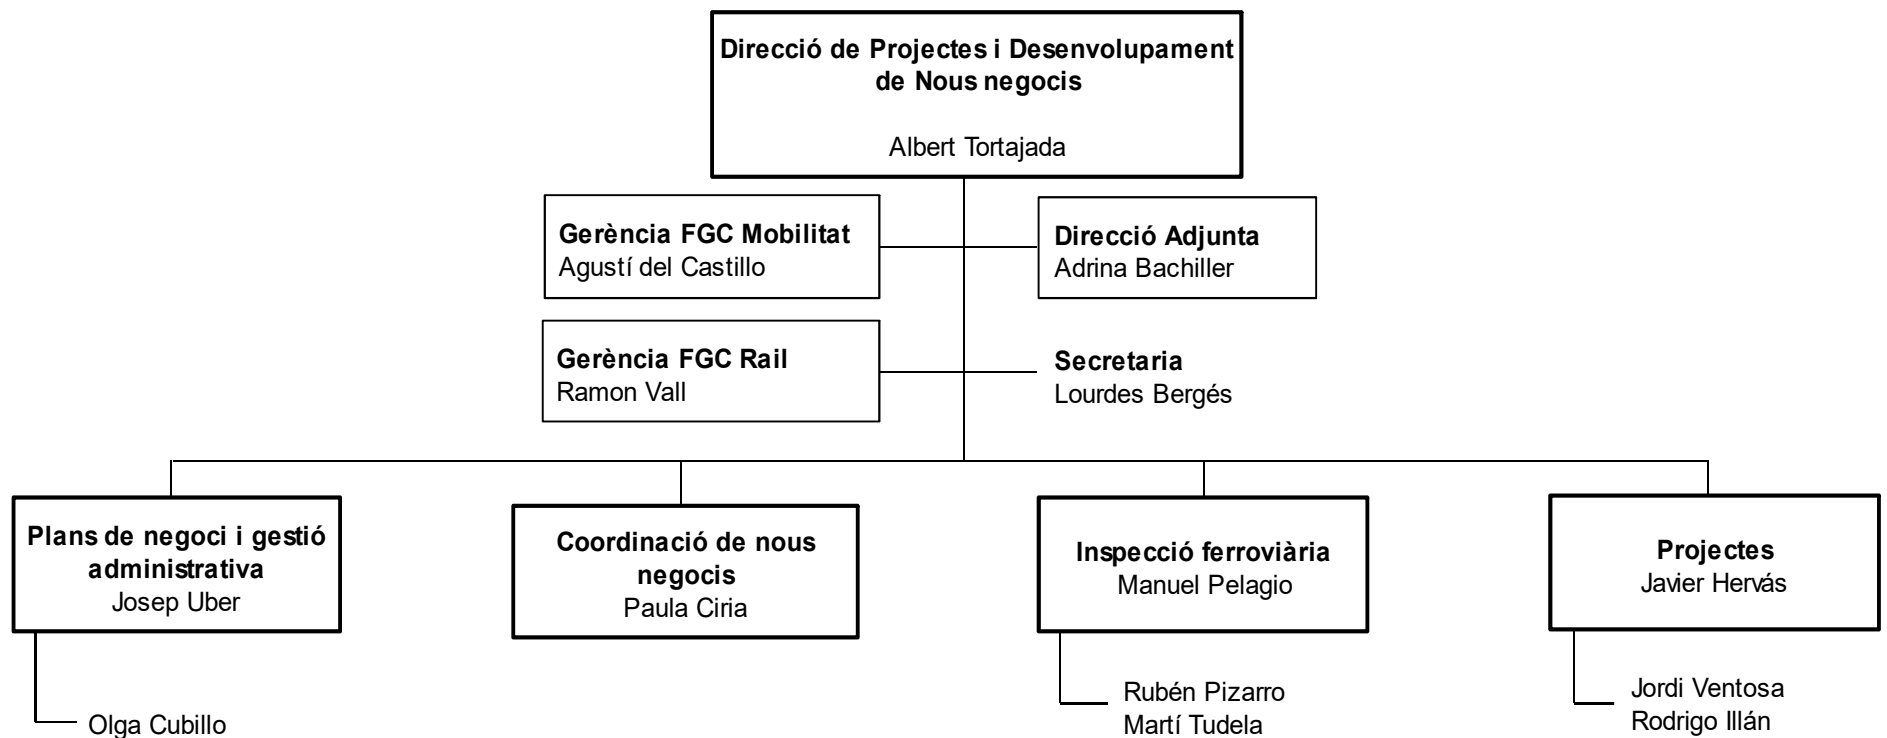 Direcció de Projectes i Desenvolupament
de Nous negocis
Albert Tortajada
Gerència FGC Mobilitat
Agustí del Castillo
Direcció Adjunta
Adrina Bachiller
Gerència FGC Rail
Ramon Vall
Secretaria
Lourdes Bergés
Plans de negoci i gestió
administrativa
Josep Uber
Coordinació de nous
negocis
Paula Ciria
Inspecció ferroviària
Manuel Pelagio
Projectes
Javier Hervás
Olga Cubillo
Rubén Pizarro
Martí Tudela
Jordi Ventosa
Rodrigo Illán